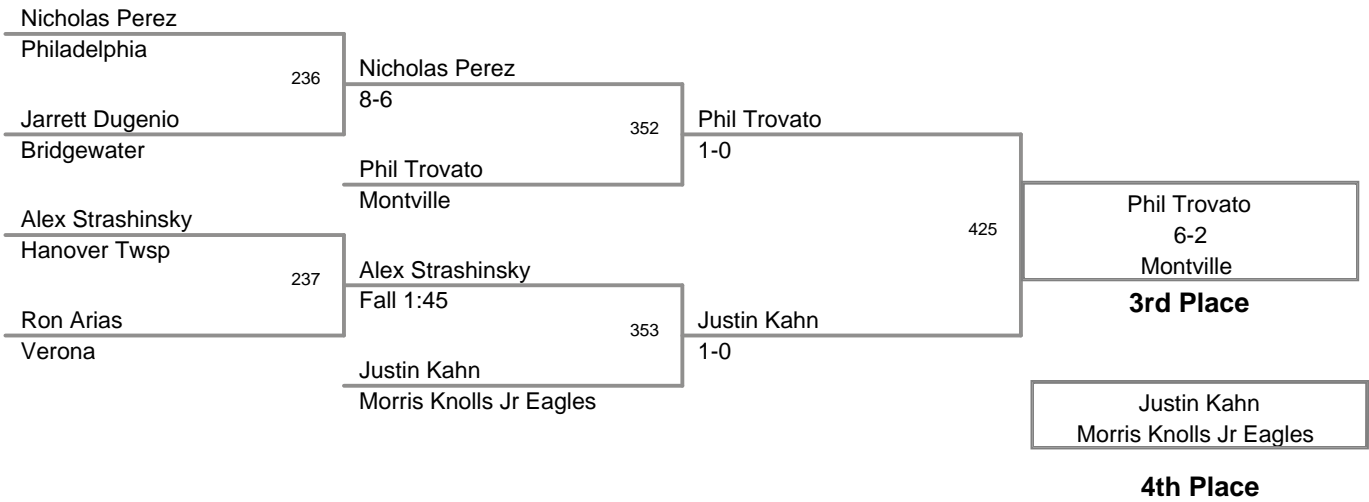 Nicholas Perez
Philadelphia
236
Jarrett Dugenio
Bridgewater
Alex Strashinsky
Hanover Twsp
237
Ron Arias
Verona
Nicholas Perez
8-6
352
Phil Trovato
Montville
Alex Strashinsky
Fall 1:45
353
Justin Kahn
Morris Knolls Jr Eagles
Phil Trovato
1-0
425
Justin Kahn
1-0
Phil Trovato
6-2
Montville
3rd Place
Justin Kahn
Morris Knolls Jr Eagles
4th Place